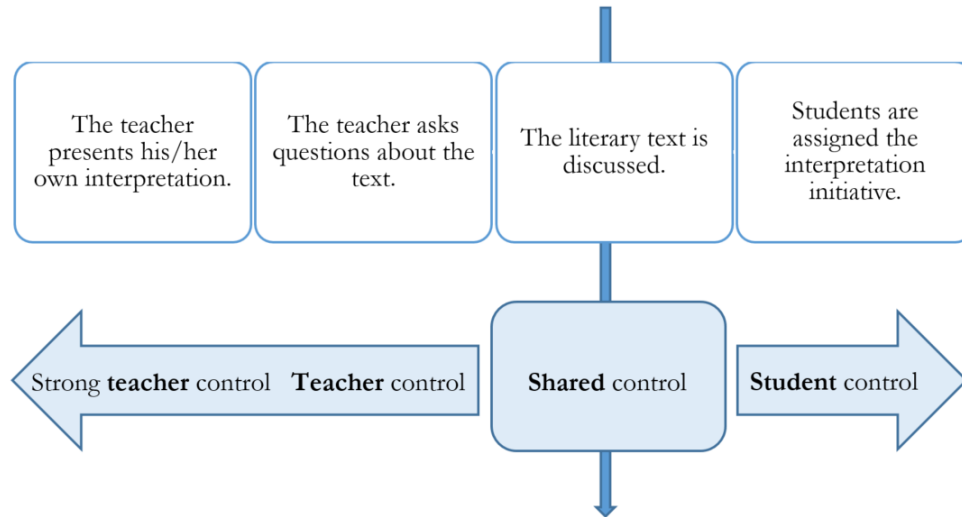 The teacher
presents his/her
own interpretation.
The teacher asks
questions about the
text.
The literary text is
discussed.
Students are
assigned the
interpretation
initiative.
Strong teacher control
Teacher control
Shared control
Student control